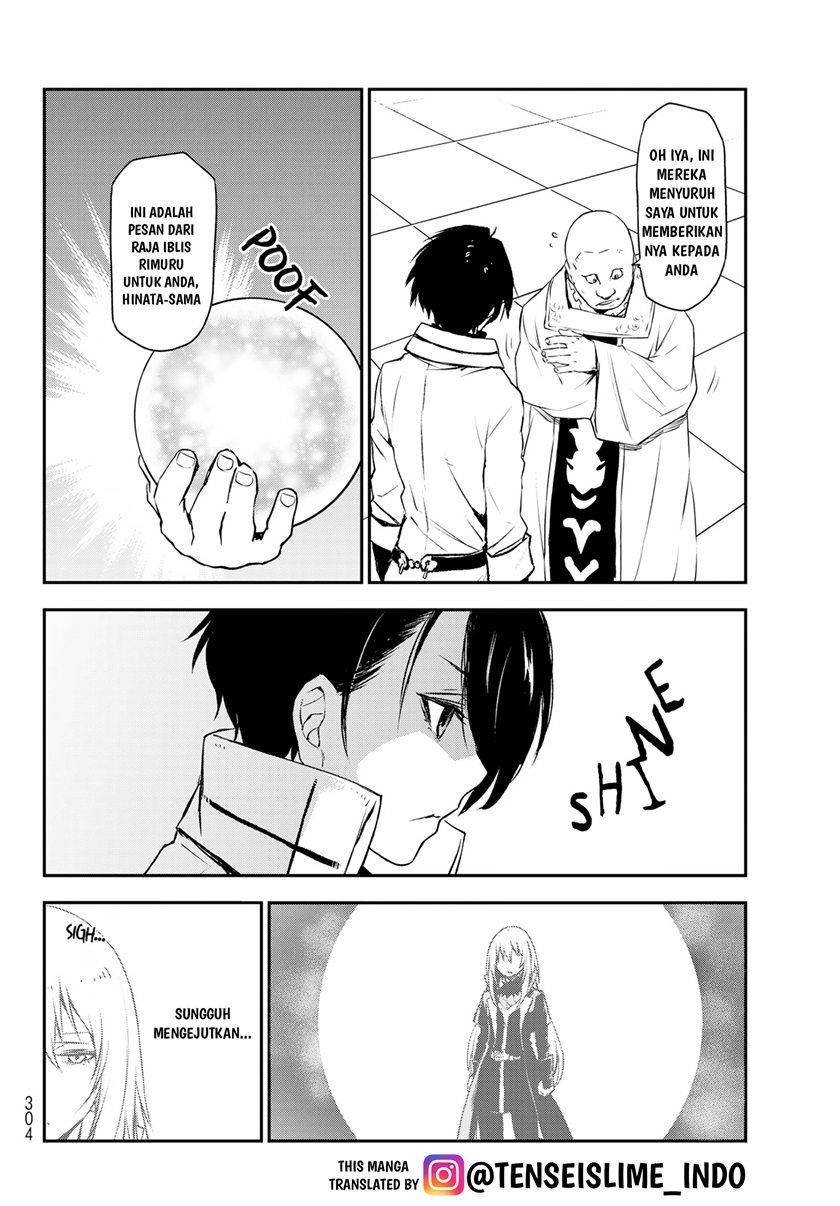 OH IYA, INI
MEREKA
MENYURUH
SAYA UNTUK
MEMBERIKAN
NYA KEPADA
ANDA
INI ADALAH
PESAN DARI
RAJA IBLIS
RIMURU
UNTUK ANDA,
HINATA-SAMA
POOF
SHINE
SIGH...
SUNGGUH
MENGEJUTKAN...
304
THIS MANGA
TRANSLATED BY @TENSEISLIME_INDO